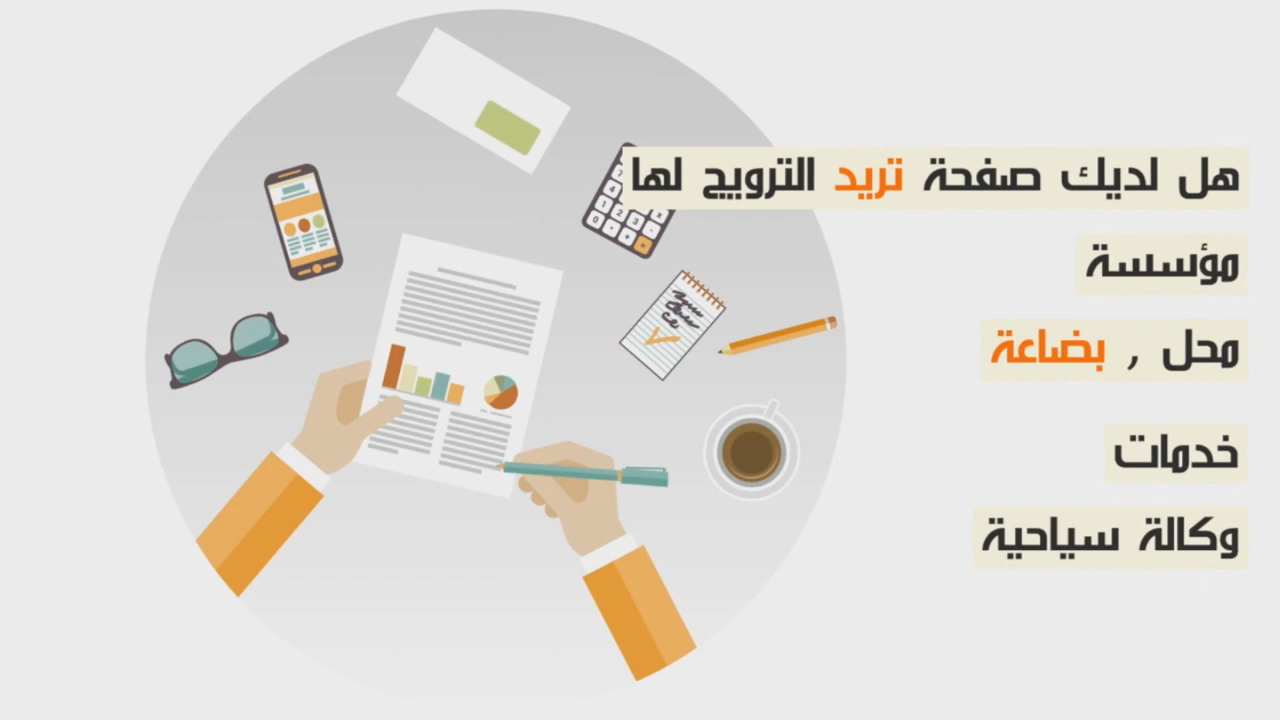 هل لديك صفحة تريد الترويج لها
مؤسسة
محل , بضاعة
خدمات
وكالة سياحية